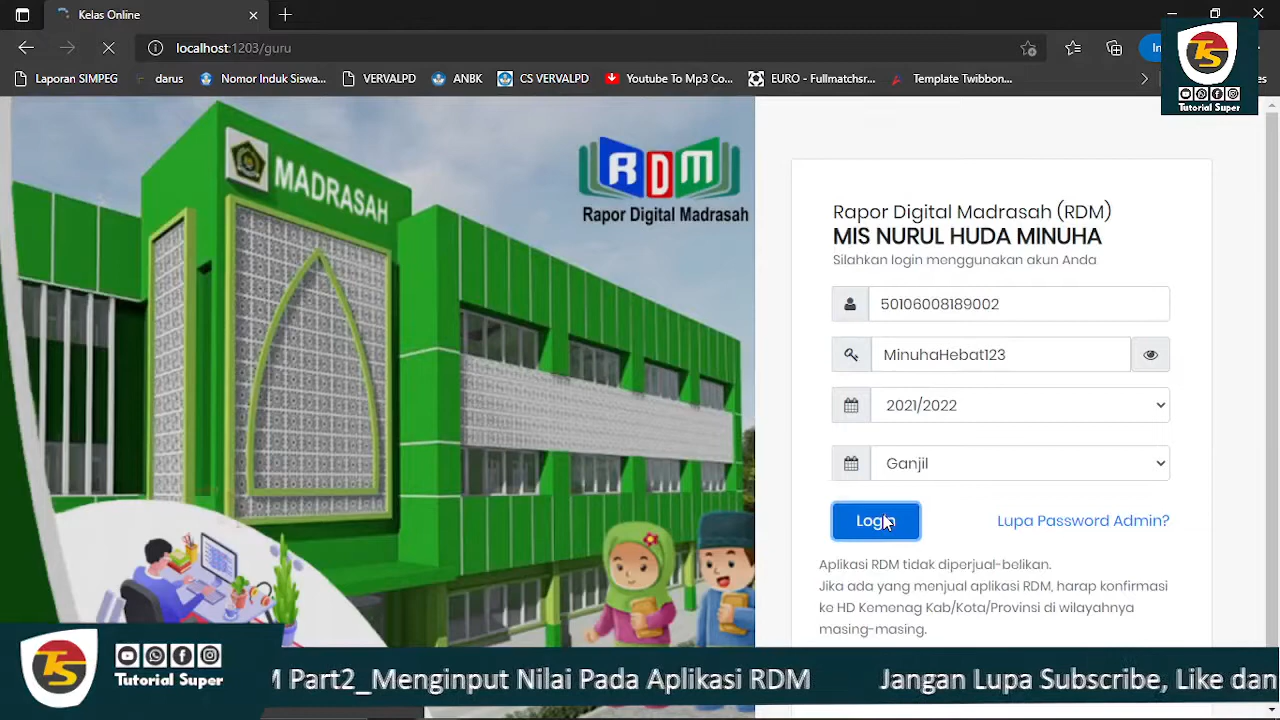 Kelas Online
localhost:1203/guru
Laporan SIMPEG
darus
Nomor Induk Siswa...
VERVALPD
ANBK
CS VERVALPD
Youtube To Mp3 Co...
EURO - Fullmatchsr...
Template Twibbon...
TS
Tutorial Super
MADRASAH
RDM
Rapor Digital Madrasah
Rapor Digital Madrasah (RDM)
MIS NURUL HUDA MINUHA
Silahkan login menggunakan akun Anda
50106008189002
MinuhaHebat123
2021/2022
Ganjil
Login
Lupa Password Admin?
Aplikasi RDM tidak diperjual-belikan.
Jika ada yang menjual aplikasi RDM, harap konfirmasi
ke HD Kemenag Kab/Kota/Provinsi di wilayahnya
masing-masing.
TS
Tutorial Super
M Part2_Menginput Nilai Pada Aplikasi RDM
Jangan Lupa Subscribe, Like dan